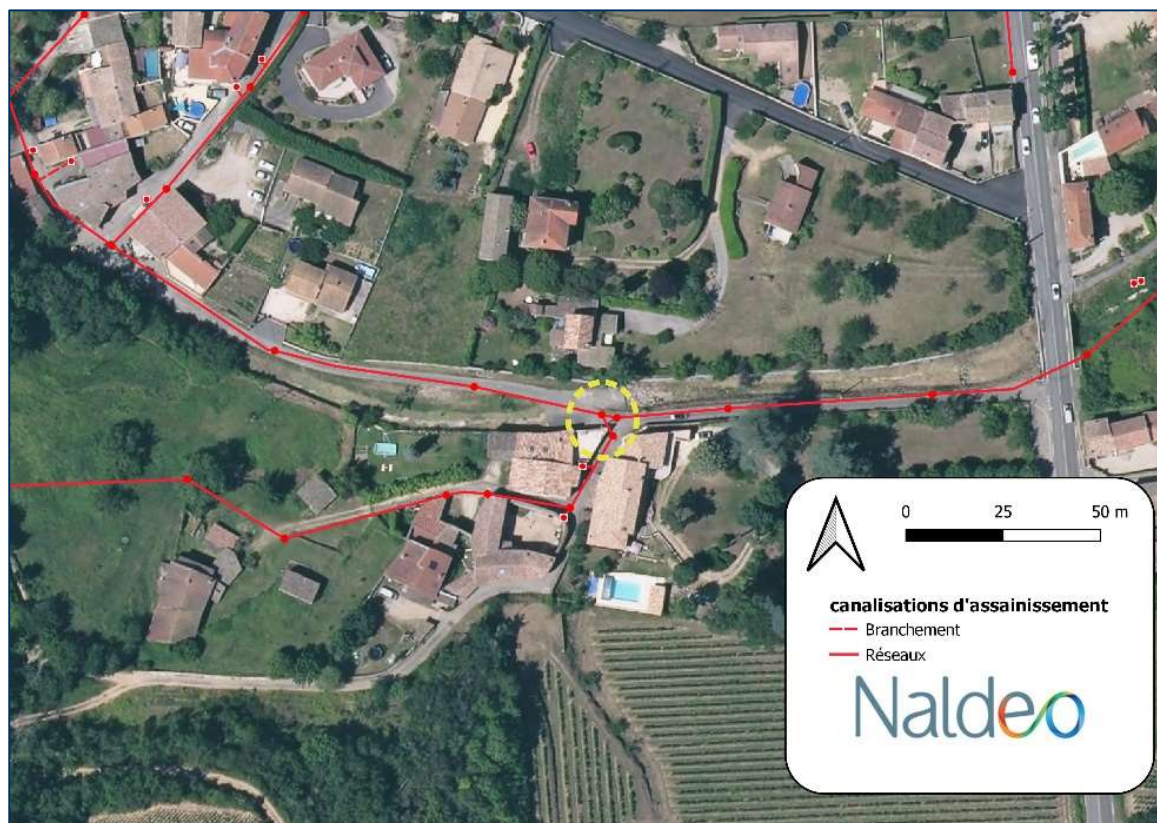 0 25 50 m
canalisations d'assainissement
Branchement
Réseaux
Naldeo